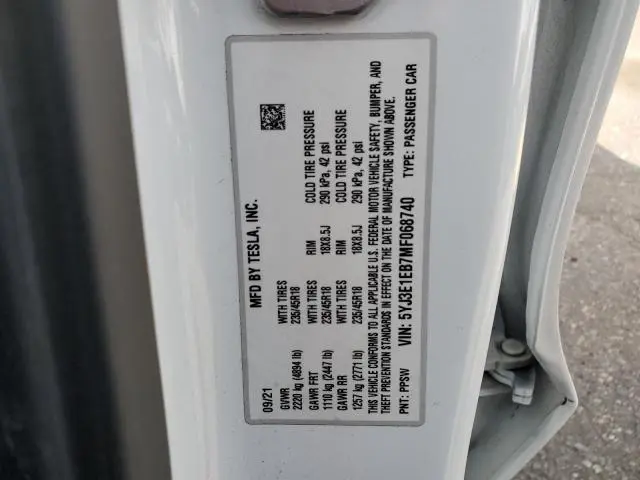 MFD BY TESLA, INC.
09/21
GVWR WITH TIRES
2220 kg (4894 lb) 235/45R18
GAWR FRT WITH TIRES RIM COLD TIRE PRESSURE
1110 kg (2447 lb) 235/45R18 18X8.5J 290 kPa, 42 psi
GAWR RR WITH TIRES RIM COLD TIRE PRESSURE
1257 kg (2771 lb) 235/45R18 18X8.5J 290 kPa, 42 psi
THIS VEHICLE CONFORMS TO ALL APPLICABLE U.S. FEDERAL MOTOR VEHICLE SAFETY, BUMPER, AND
THEFT PREVENTION STANDARDS IN EFFECT ON THE DATE OF MANUFACTURE SHOWN ABOVE.
VIN: 5YJ3E1EB7MF068740 TYPE: PASSENGER CAR
PNT: PPSW